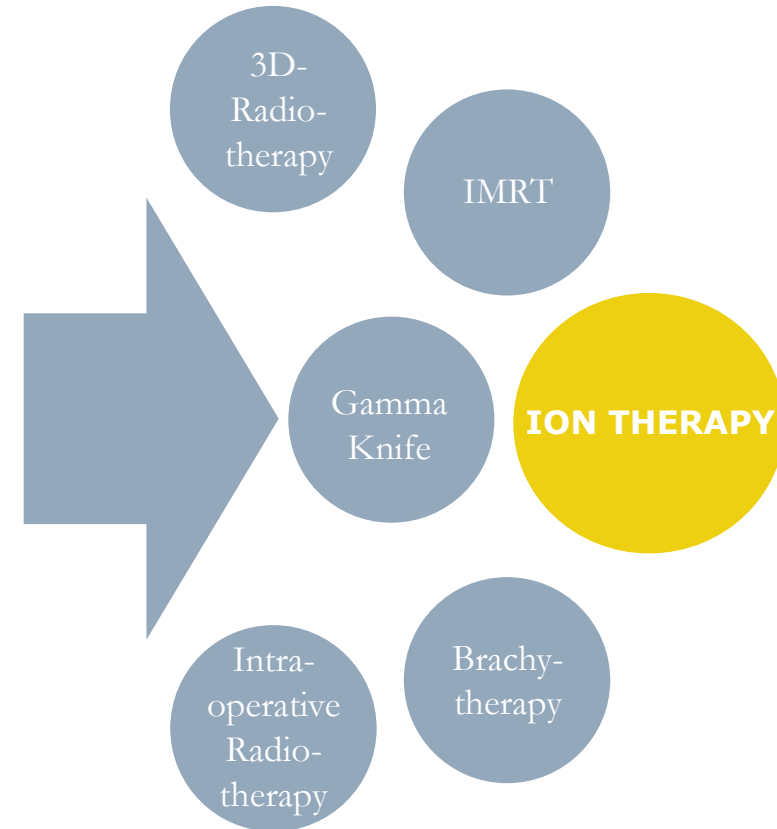 3D-
Radio-
therapy
IMRT
Gamma
Knife
ION THERAPY
Brachy-
therapy
Intra-
operative
Radio-
therapy